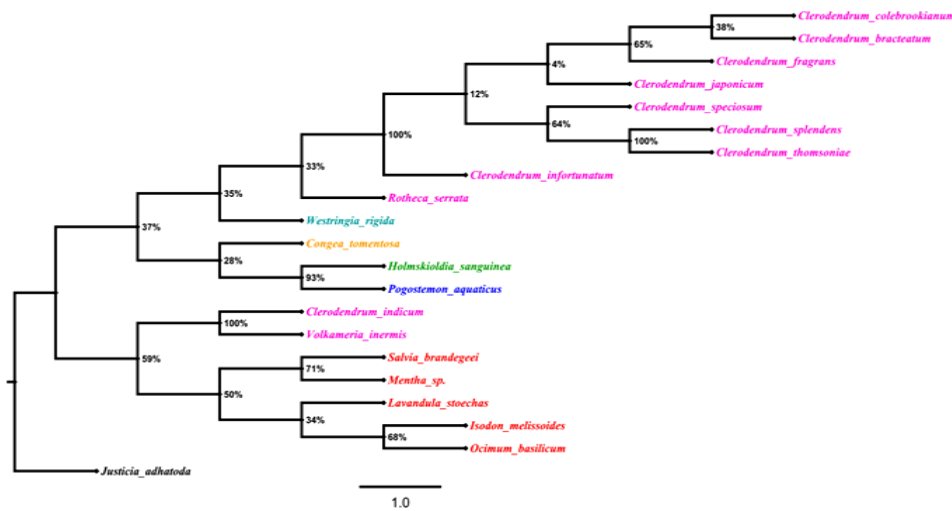 Clerodendrum_colebrookianum
38%
Clerodendrum_bracteatum
65%
Clerodendrum_fragrans
4%
Clerodendrum_japonicum
12%
Clerodendrum_speciosum
64%
Clerodendrum_splendens
100%
Clerodendrum_thomsoniae
100%
Clerodendrum_infortunatum
33%
Rotheca_serrata
35%
Westringia_rigida
37%
Congea_tomentosa
28%
Holmskioldia_sanguinea
93%
Pogostemon_aquaticus
Clerodendrum_indicum
100%
Volkameria_inermis
59%
Salvia_brandegeei
71%
Mentha_sp.
50%
Lavandula_stoechas
34%
Isodon_melissoides
68%
Ocimum_basilicum
Justicia_adhatoda
1.0